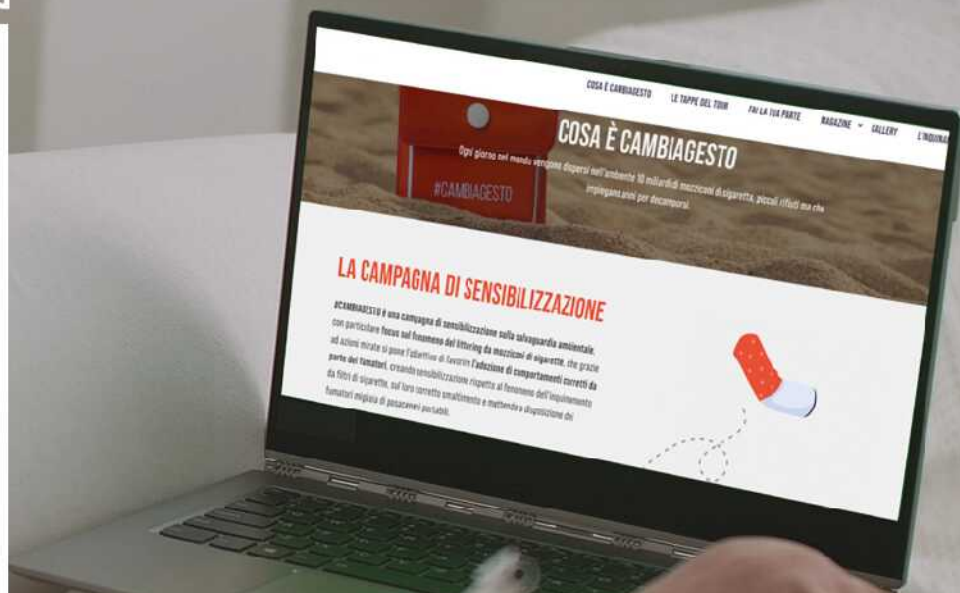 COSA È CAMBIAGESTO LE TAPPE DEL TOUR FAI LA TUA PARTE MAGAZINE GALLERY L'INQUINA
COSA È CAMBIAGESTO
Ogni giorno nel mondo vengono dispersi nell'ambiente 10 miliardi di mozziconi di sigaretta, piccoli rifiuti ma che
impiegano anni per decomporsi.
#CAMBIAGESTO
LA CAMPAGNA DI SENSIBILIZZAZIONE
#CAMBIAGESTO è una campagna di sensibilizzazione sulla salvaguardia ambientale,
con particolare focus sul fenomeno del littering da mozziconi di sigarette, che grazie
ad azioni mirate si pone l'obiettivo di favorire l'adozione di comportamenti corretti da
parte dei fumatori, creando sensibilizzazione rispetto al fenomeno dell'inquinamento
da filtri di sigarette, sul loro corretto smaltimento e mettendo a disposizione dei
fumatori migliaia di posacenere portabili.